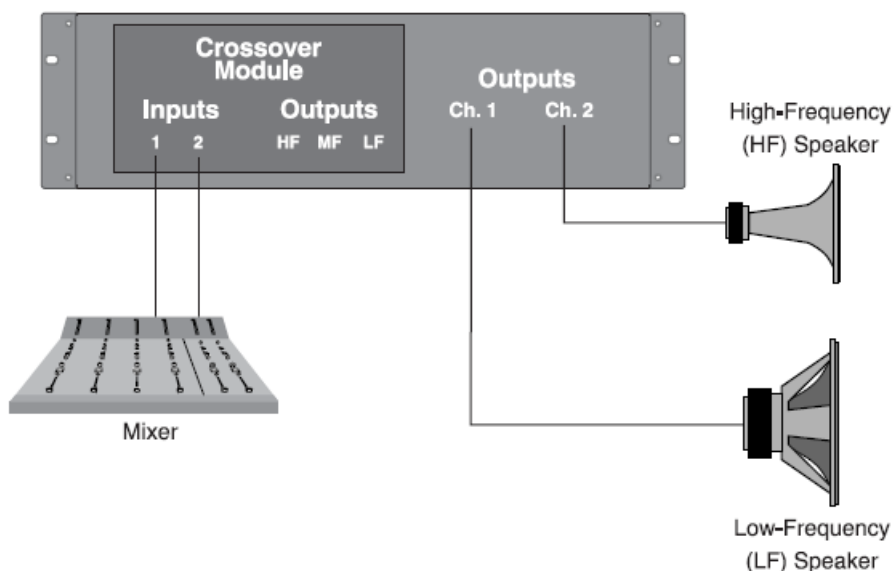 Crossover
Module
Inputs
Outputs
1
2
HF
MF
LF
Outputs
Ch. 1
Ch. 2
High-Frequency
(HF) Speaker
Mixer
Low-Frequency
(LF) Speaker